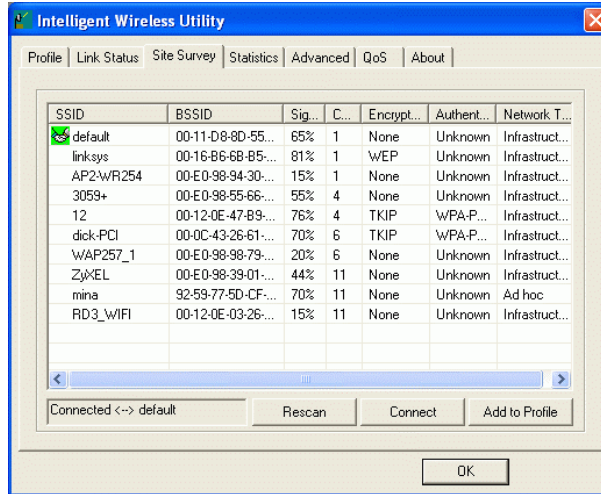 Intelligent Wireless Utility
Profile Link Status Site Survey Statistics Advanced QoS About
SSID BSSID Sig... C... Encrypt... Authent... Network T...
default 00-11-D8-8D-55... 65% 1 None Unknown Infrastruct...
linksys 00-16-B6-6B-B5-... 81% 1 WEP Unknown Infrastruct...
AP2-WR254 00-E0-98-94-30-... 15% 1 None Unknown Infrastruct...
3059+ 00-E0-98-55-66-... 55% 4 None Unknown Infrastruct...
12 00-12-0E-47-B9-... 76% 4 TKIP WPA-P... Infrastruct...
dick-PCI 00-0C-43-26-61-... 70% 6 TKIP WPA-P... Infrastruct...
WAP257_1 00-E0-98-98-79-... 20% 6 None Unknown Infrastruct...
ZyXEL 00-E0-98-39-01-... 44% 11 None Unknown Infrastruct...
mina 92-59-77-5D-CF-... 70% 11 None Unknown Ad hoc
RD3_WIFI 00-12-0E-03-26-... 15% 11 None Unknown Infrastruct...
Connected <--> default Rescan Connect Add to Profile
OK